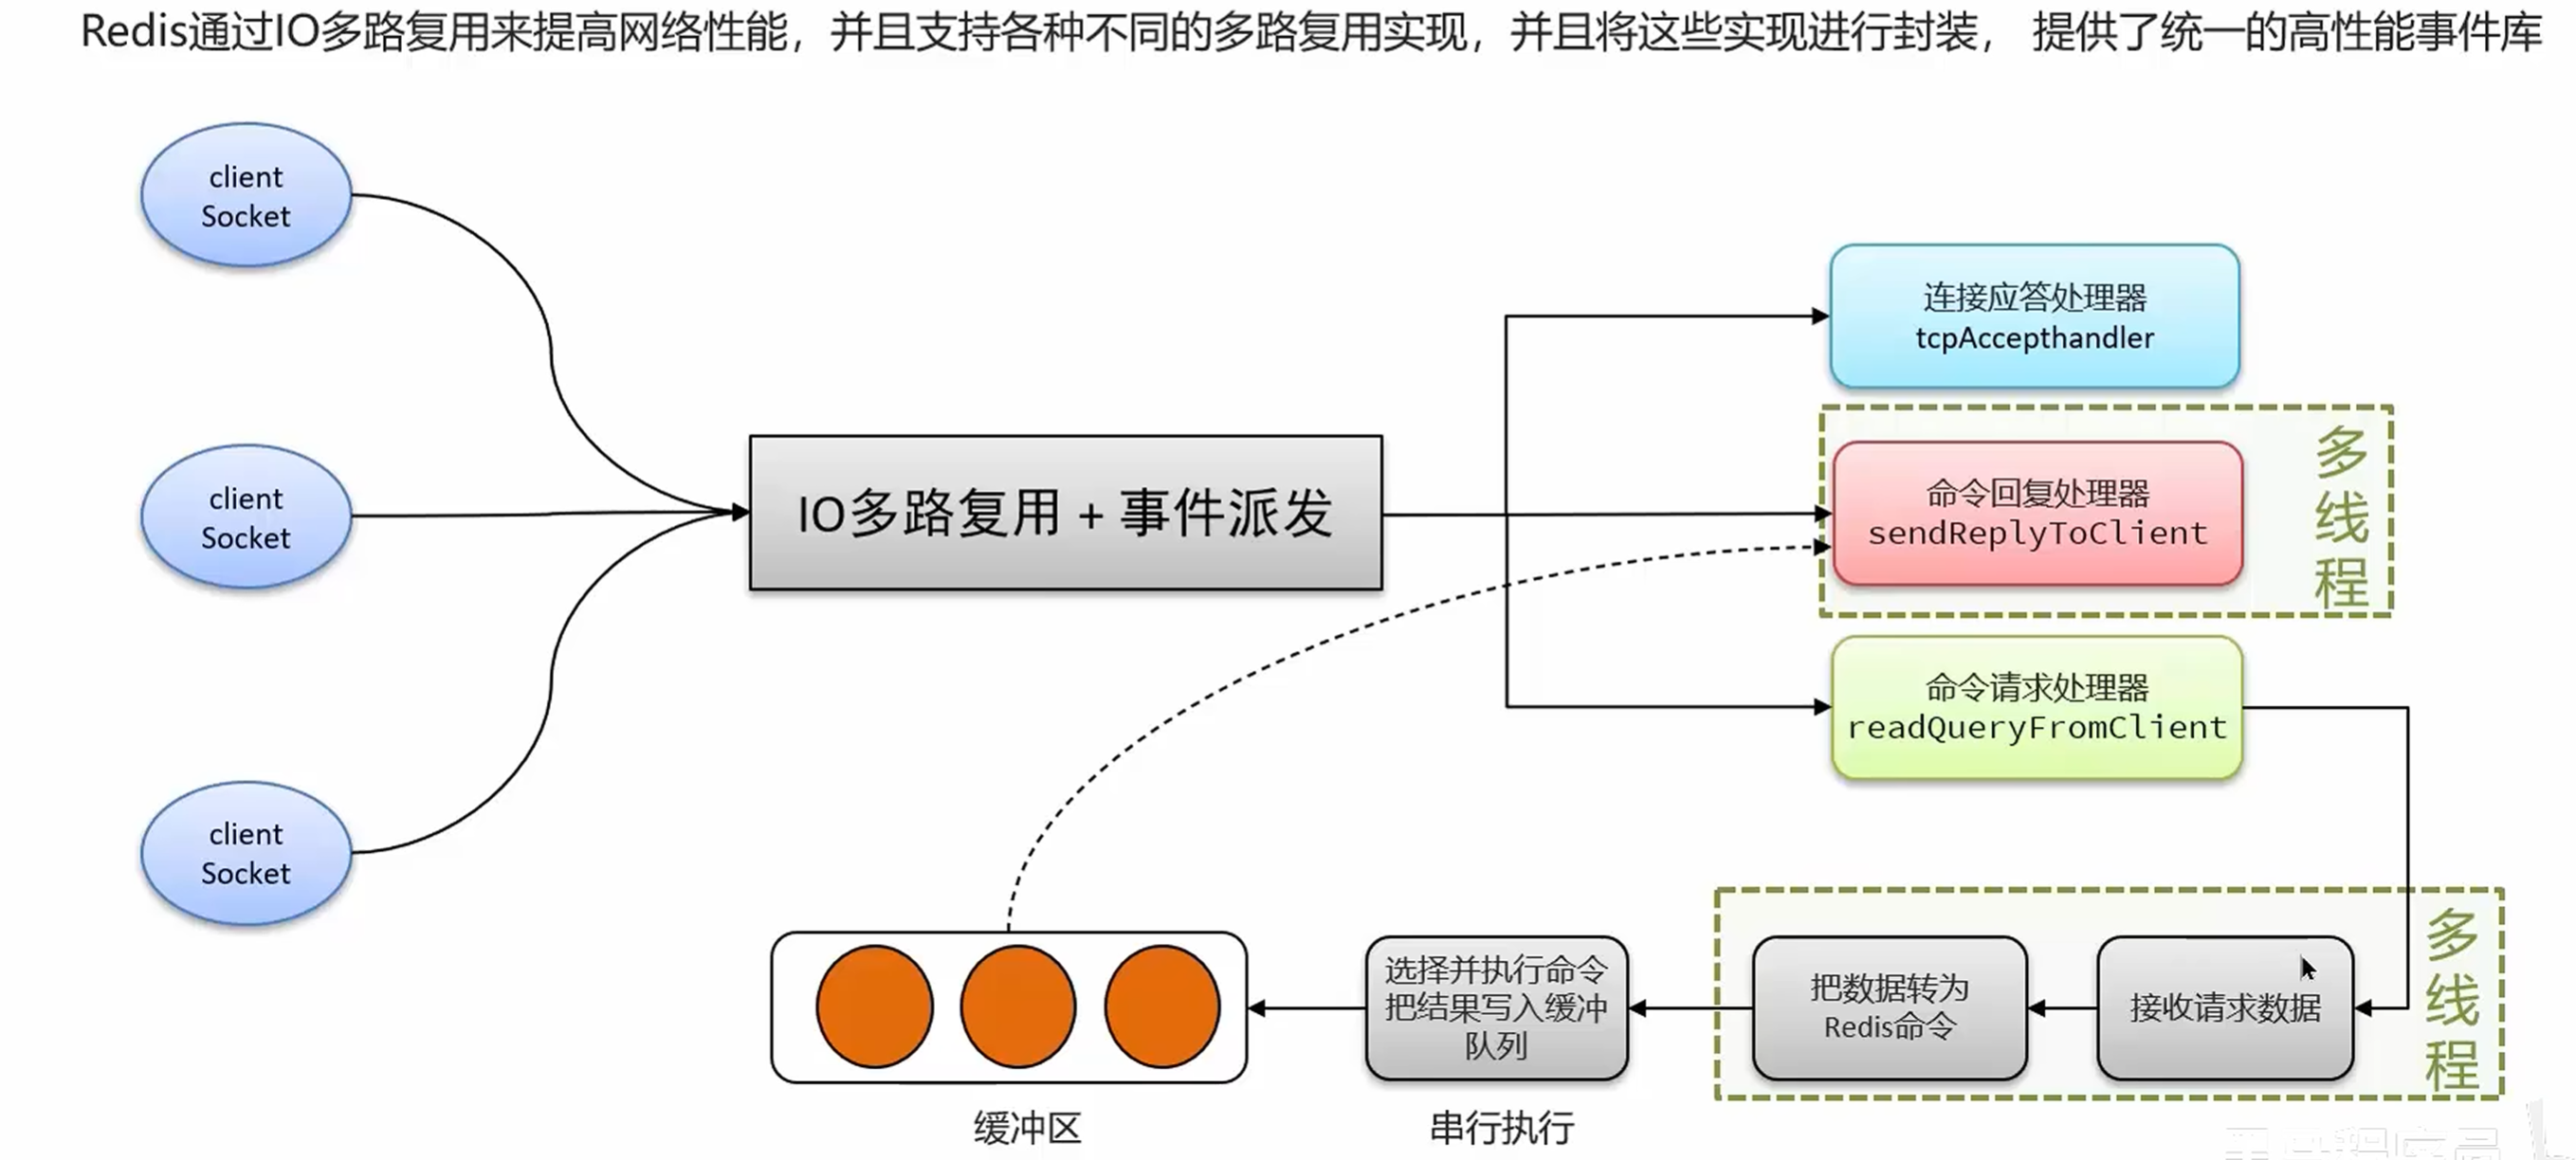 Redis通过IO多路复用来提高网络性能，并且支持各种不同的多路复用实现，并且将这些实现进行封装， 提供了统一的高性能事件库
client
Socket
client
Socket
client
Socket
IO多路复用 + 事件派发
连接应答处理器
tcpAccepthandler
命令回复处理器
sendReplyToClient
多
线
程
命令请求处理器
readQueryFromClient
接收请求数据
把数据转为
Redis命令
多
线
程
选择并执行命令
把结果写入缓冲
队列
串行执行
缓冲区